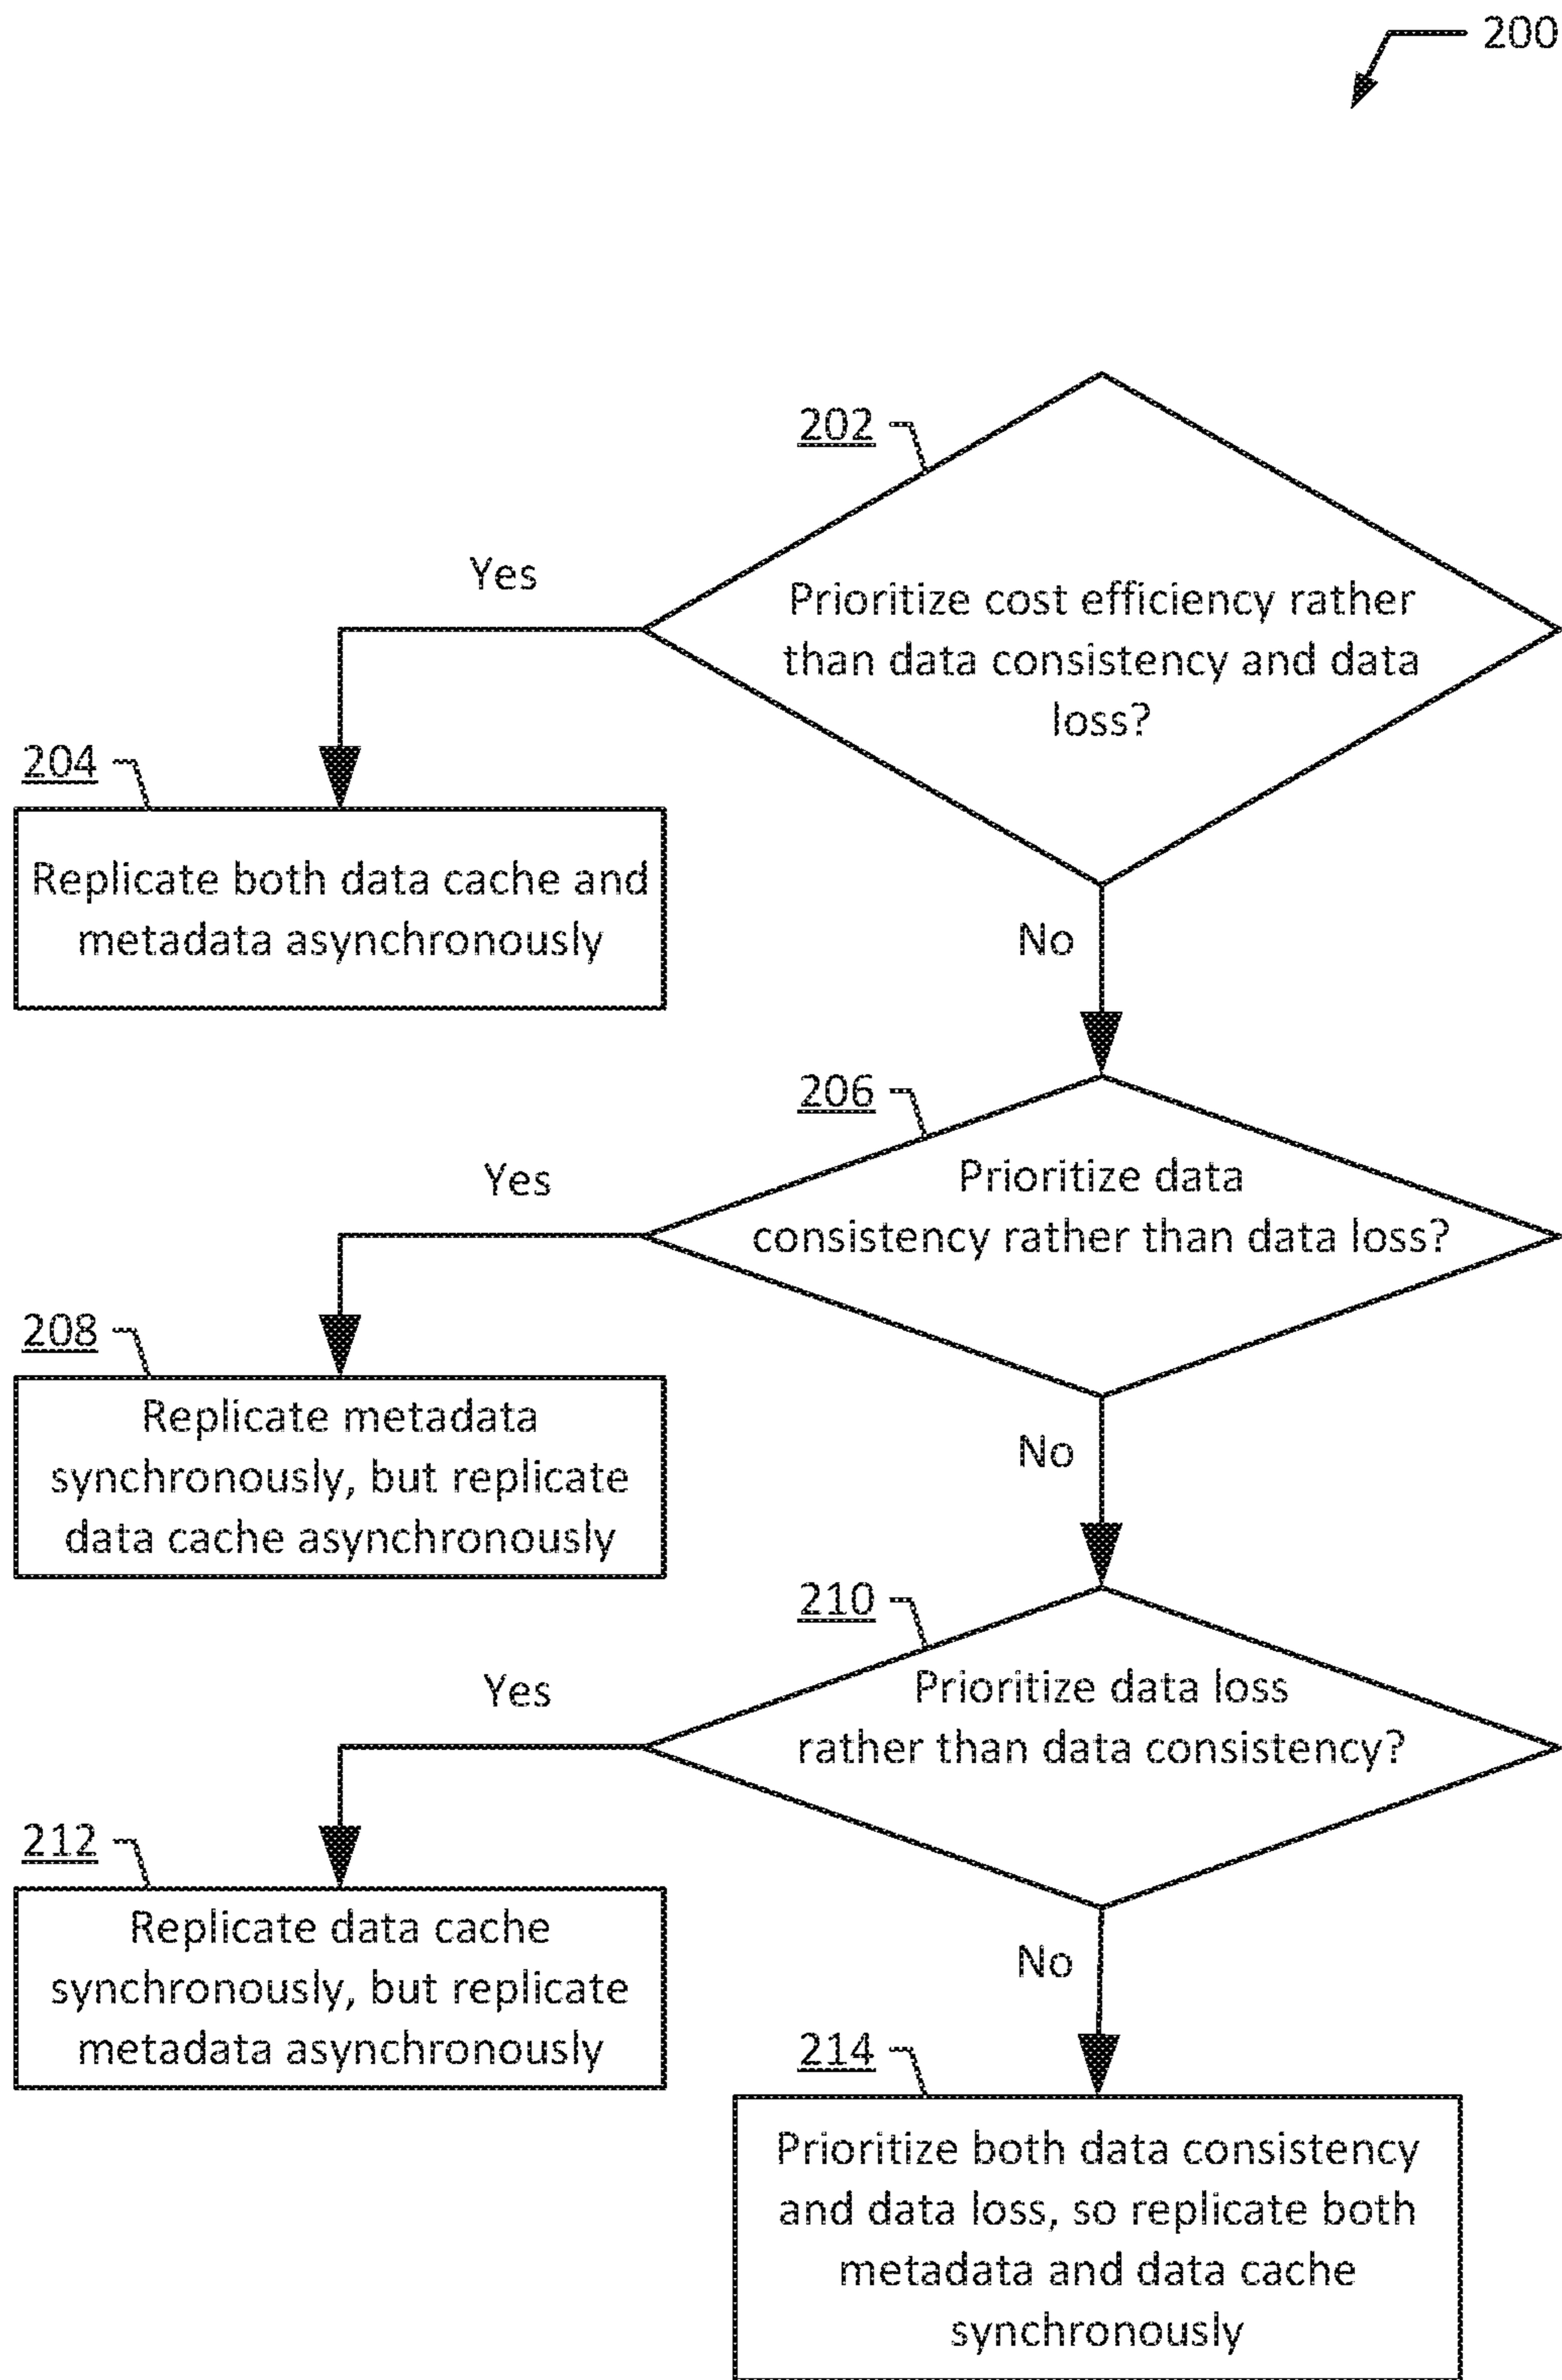 200
202
Yes
Prioritize cost efficiency rather
than data consistency and data
loss?
204
Replicate both data cache and
metadata asynchronously
No
206
Yes
Prioritize data
consistency rather than data loss?
208
Replicate metadata
synchronously, but replicate
data cache asynchronously
No
210
Yes
Prioritize data loss
rather than data consistency?
212
Replicate data cache
synchronously, but replicate
metadata asynchronously
No
214
Prioritize both data consistency
and data loss, so replicate both
metadata and data cache
synchronously